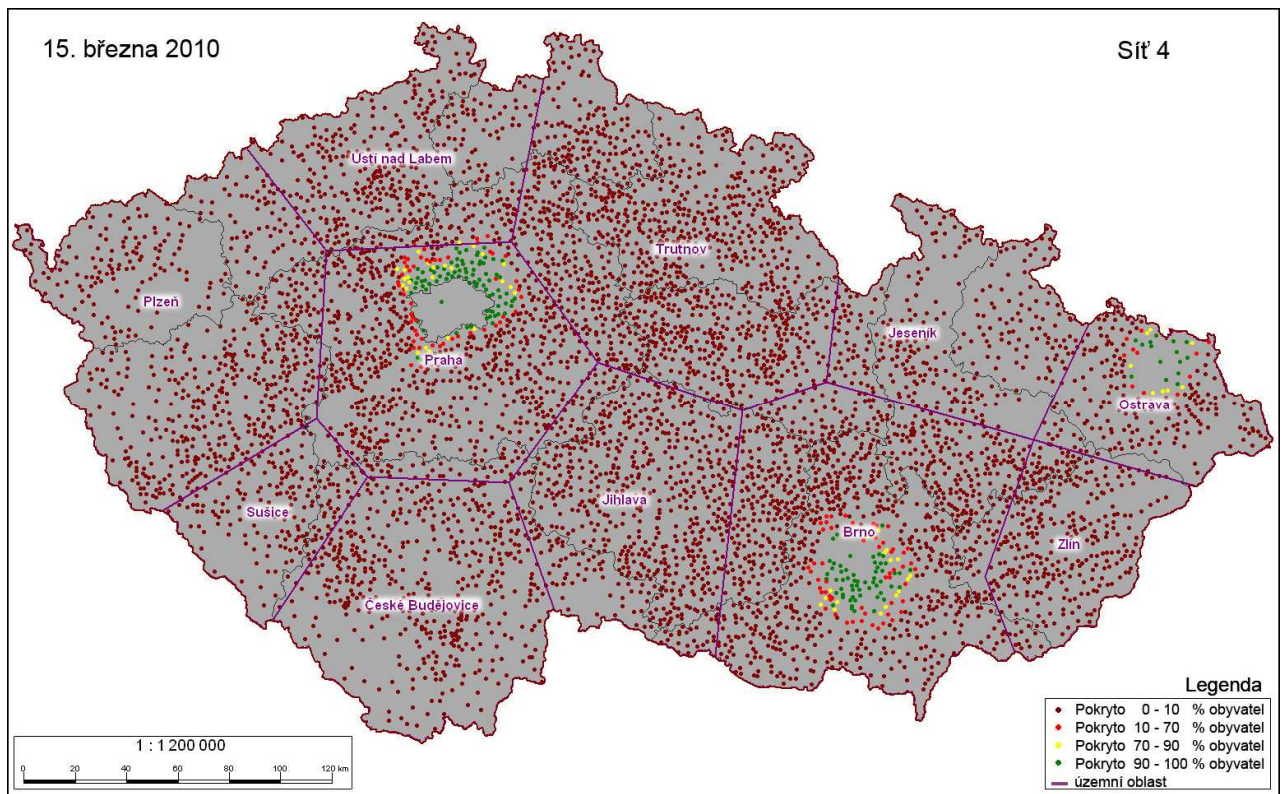 15. března 2010
Síť 4
Ústí nad Labem
Trutnov
Plzeň
Jeseník
Praha
Ostrava
Sušice
Jihlava
Brno
Zlín
České Budějovice
Legenda
Pokryto 0 - 10 % obyvatel
Pokryto 10 - 70 % obyvatel
Pokryto 70 - 90 % obyvatel
Pokryto 90 - 100 % obyvatel
územní oblast
1 : 1 200 000
0 20 40 60 80 100 120 km